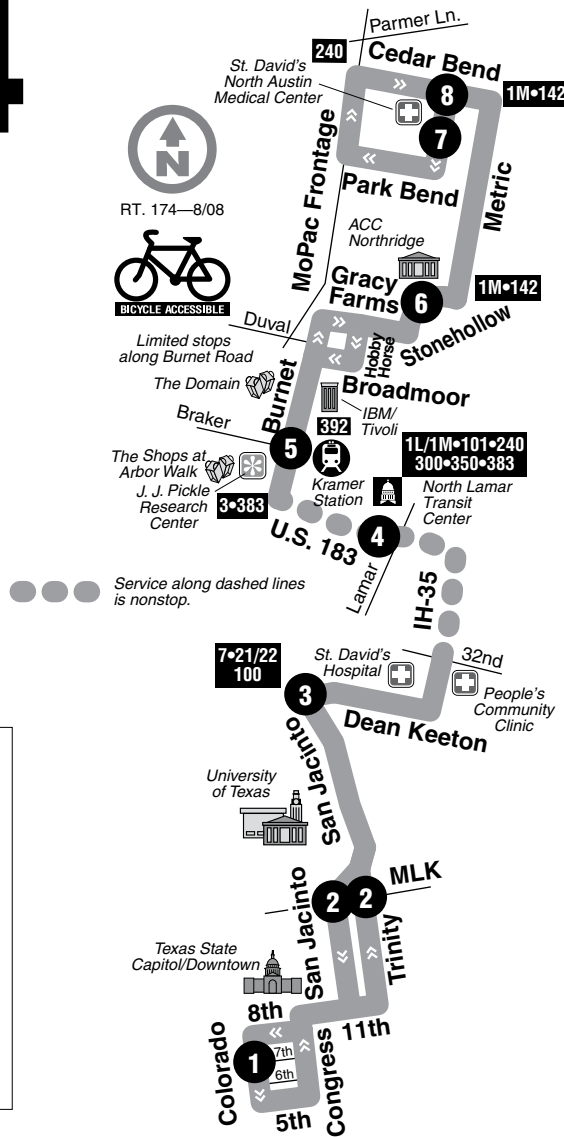 Parmer Ln.
240
Cedar Bend
St. David's
North Austin
Medical Center
8
1M•142
7
N
MoPac Frontage
Park Bend
Metric
RT. 174—8/08
ACC
Northridge
BICYCLE ACCESSIBLE
Gracy
Farms
6
1M•142
Stonehollow
Duval
Hobby
Horse
Limited stops
along Burnet Road
The Domain
Burnet
Broadmoor
IBM/
Tivoli
Braker
392
5
1L/1M•101•240
300•350•383
The Shops at
Arbor Walk
J. J. Pickle
Research
Center
3•383
Kramer
Station
North Lamar
Transit
Center
U.S. 183
4
Lamar
IH-35
Service along dashed lines
is nonstop.
7•21/22
100
St. David's
Hospital
32nd
3
People's
Community
Clinic
Dean Keeton
San Jacinto
University
of Texas
MLK
2
2
San Jacinto
Trinity
Texas State
Capitol/Downtown
8th
11th
Colorado
1
7th
6th
Congress
5th